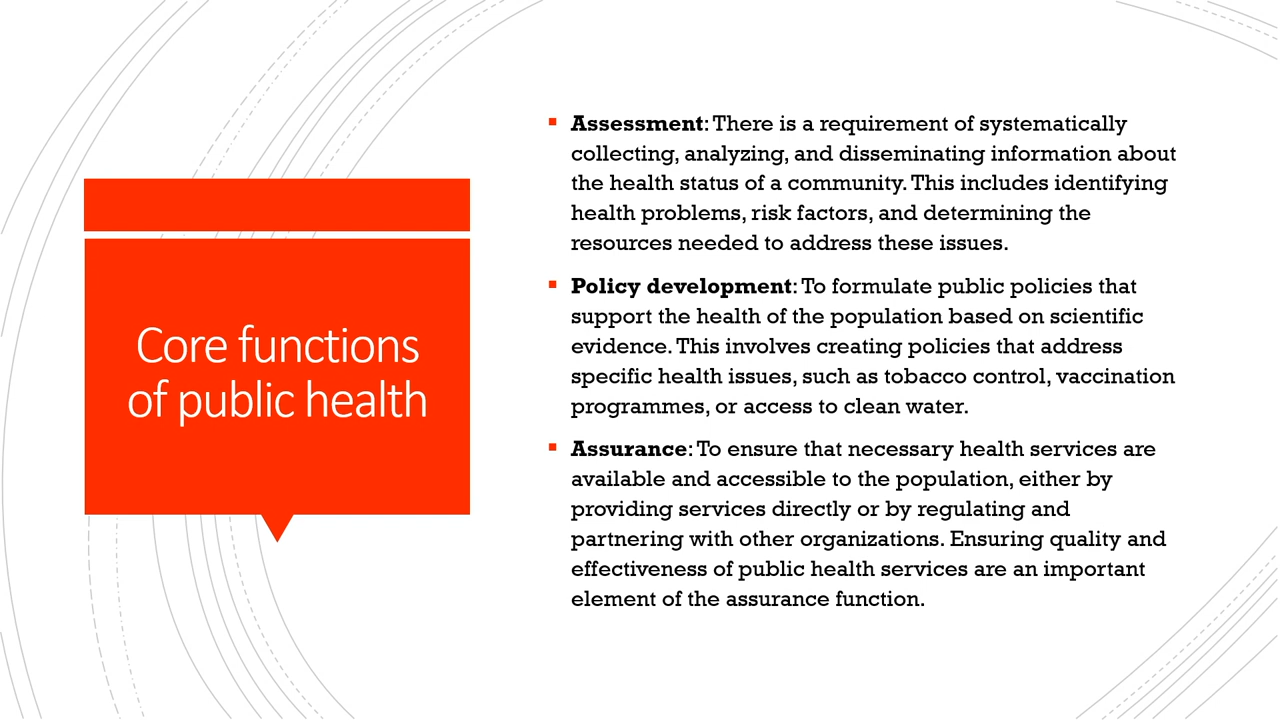 Core functions
of public health
Assessment: There is a requirement of systematically
collecting, analyzing, and disseminating information about
the health status of a community. This includes identifying
health problems, risk factors, and determining the
resources needed to address these issues.
Policy development: To formulate public policies that
support the health of the population based on scientific
evidence. This involves creating policies that address
specific health issues, such as tobacco control, vaccination
programmes, or access to clean water.
Assurance: To ensure that necessary health services are
available and accessible to the population, either by
providing services directly or by regulating and
partnering with other organizations. Ensuring quality and
effectiveness of public health services are an important
element of the assurance function.